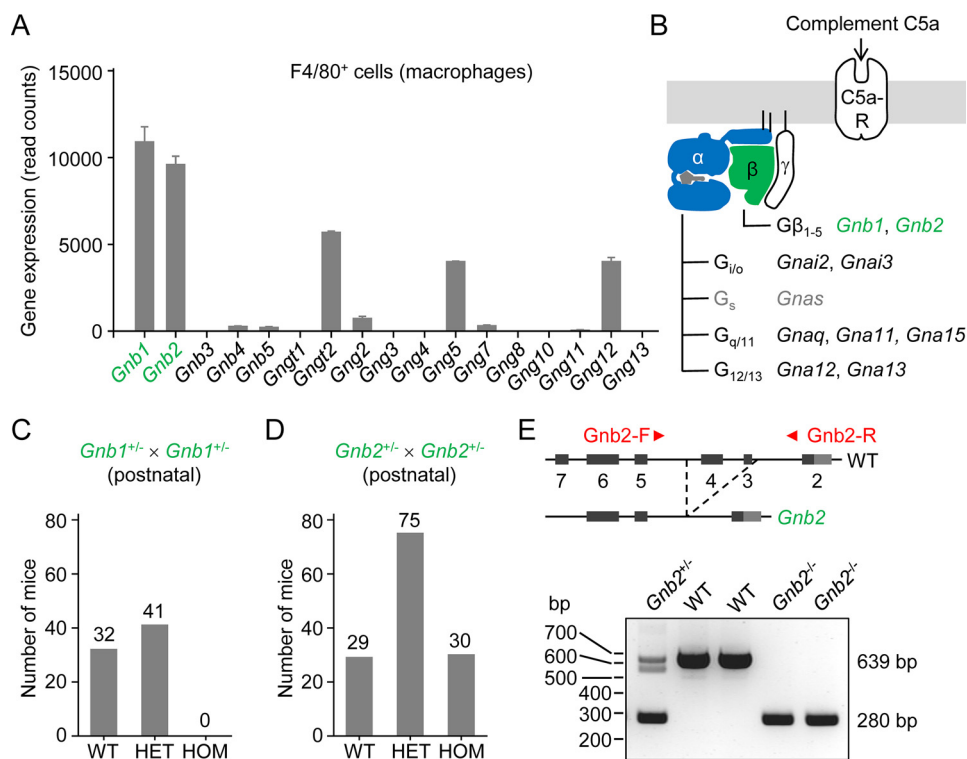 A
F4/80⁺ cells (macrophages)
Gene expression (read counts)
15000
10000
5000
0
Gnb1
Gnb2
Gnb3
Gnb4
Gnb5
Gngt1
Gngt2
Gng2
Gng3
Gng4
Gng5
Gng7
Gng8
Gng10
Gng11
Gng12
Gng13
B
Complement C5a
C5a-
R
α
β
γ
Gβ₁₋₅ Gnb1, Gnb2
Gᵢ/ₒ Gnai2, Gnai3
Gₛ Gnas
G_q/11 Gnaq, Gna11, Gna15
G₁₂/₁₃ Gna12, Gna13
C
Gnb1⁺/⁻ × Gnb1⁺/⁻
(postnatal)
Number of mice
80
60
40
20
0
32
41
0
WT
HET
HOM
D
Gnb2⁺/⁻ × Gnb2⁺/⁻
(postnatal)
Number of mice
80
60
40
20
0
29
75
30
WT
HET
HOM
E
Gnb2-F
Gnb2-R
WT
7 6 5 4 3 2
Gnb2
bp
Gnb2⁺/⁻
WT
WT
Gnb2⁻/⁻
Gnb2⁻/⁻
700
600
500
400
300
200
639 bp
280 bp